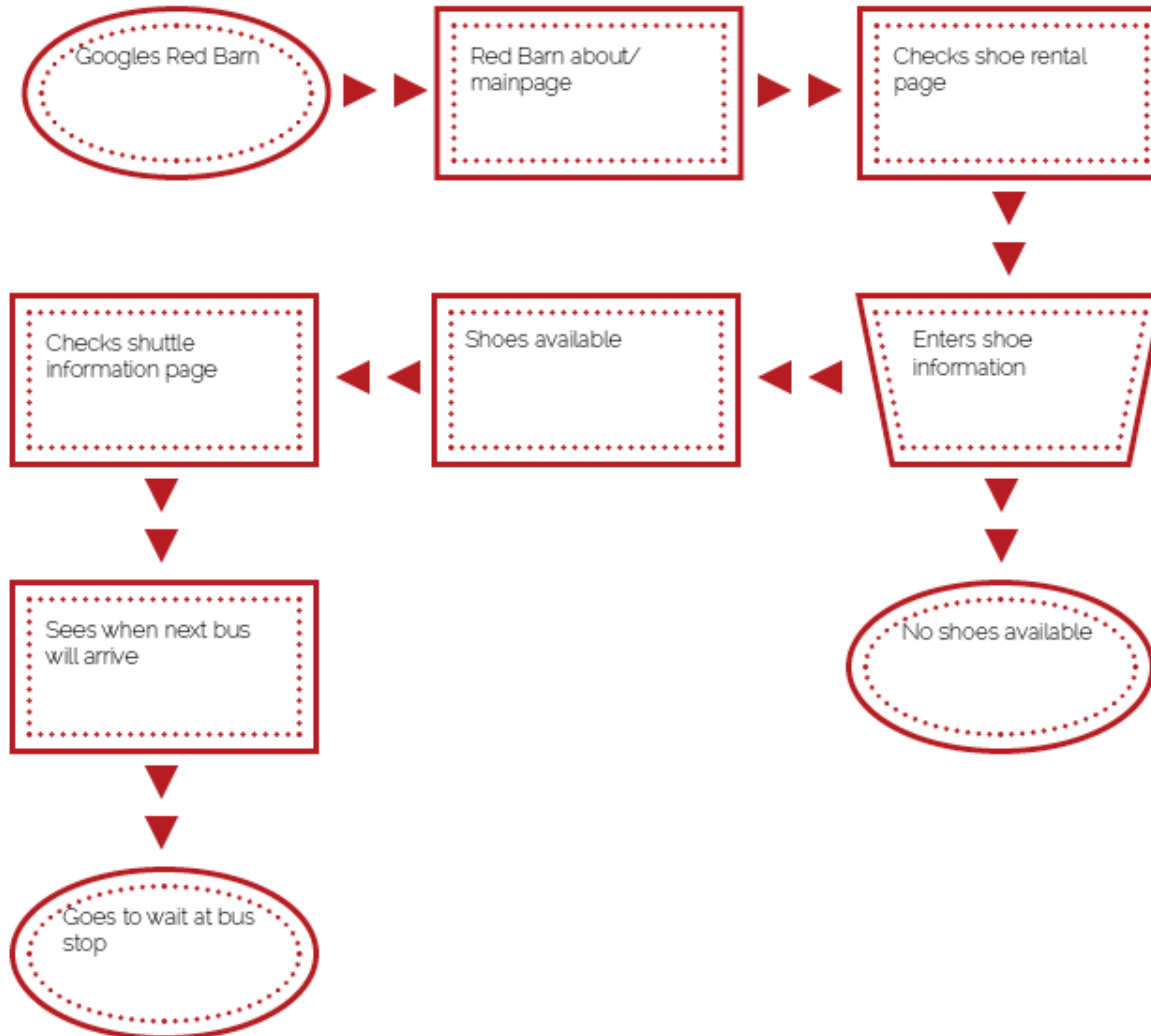 Googles Red Barn
Red Barn about/
mainpage
Checks shoe rental
page
Enters shoe
information
Shoes available
Checks shuttle
information page
Sees when next bus
will arrive
No shoes available
Goes to wait at bus
stop